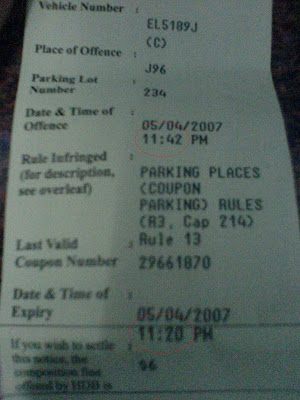 Vehicle Number :
EL5189J
(C)
Place of Offence :
J96
Parking Lot
Number :
234
Date & Time of :
Offence
05/04/2007
11:42 PM
Rule Infringed :
(for description,
see overleaf)
PARKING PLACES
(COUPON
PARKING) RULES
(R3, Cap 214)
Rule 13
Last Valid :
Coupon Number
29661870
Date & Time of :
Expiry
05/04/2007
11:20 PM
If you wish to settle :
this notice, the
composition fine
offered by HDB is
$6